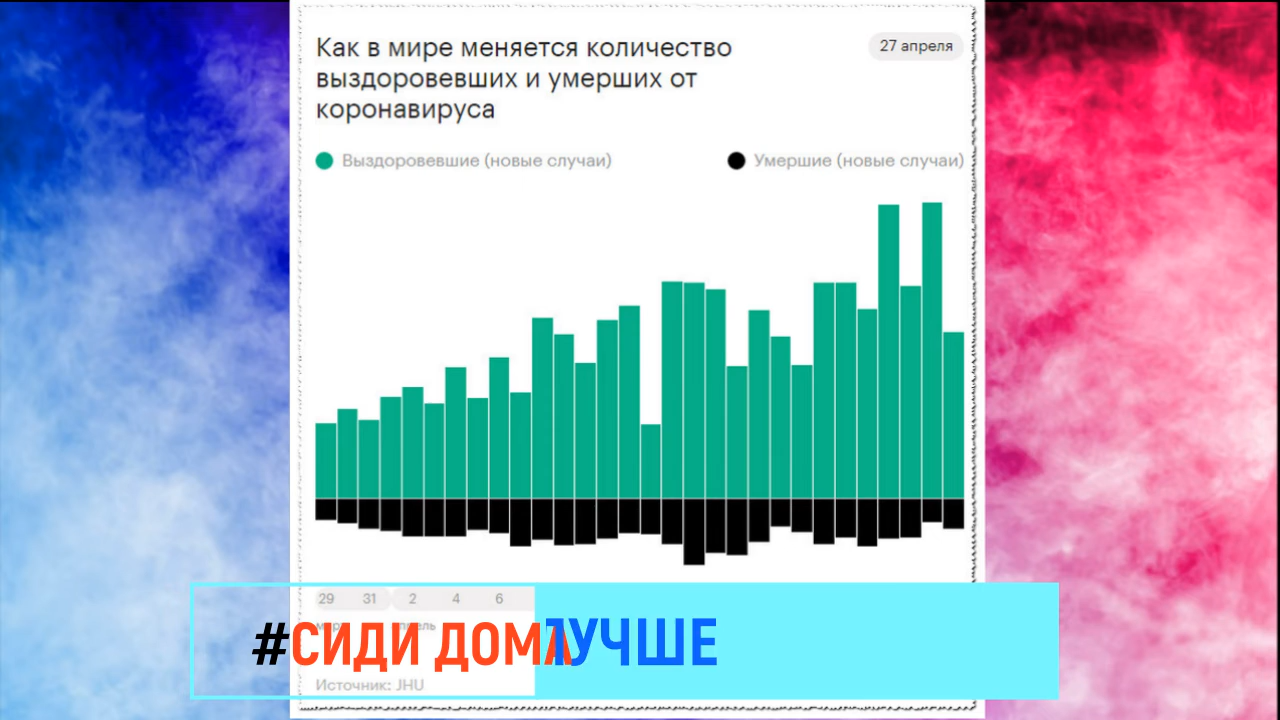 Как в мире меняется количество
выздоровевших и умерших от
коронавируса
27 апреля
Выздоровевшие (новые случаи)
Умершие (новые случаи)
29 31 2 4 6
#СИДИ ДОМА
ЛУЧШЕ
Источник: JHU